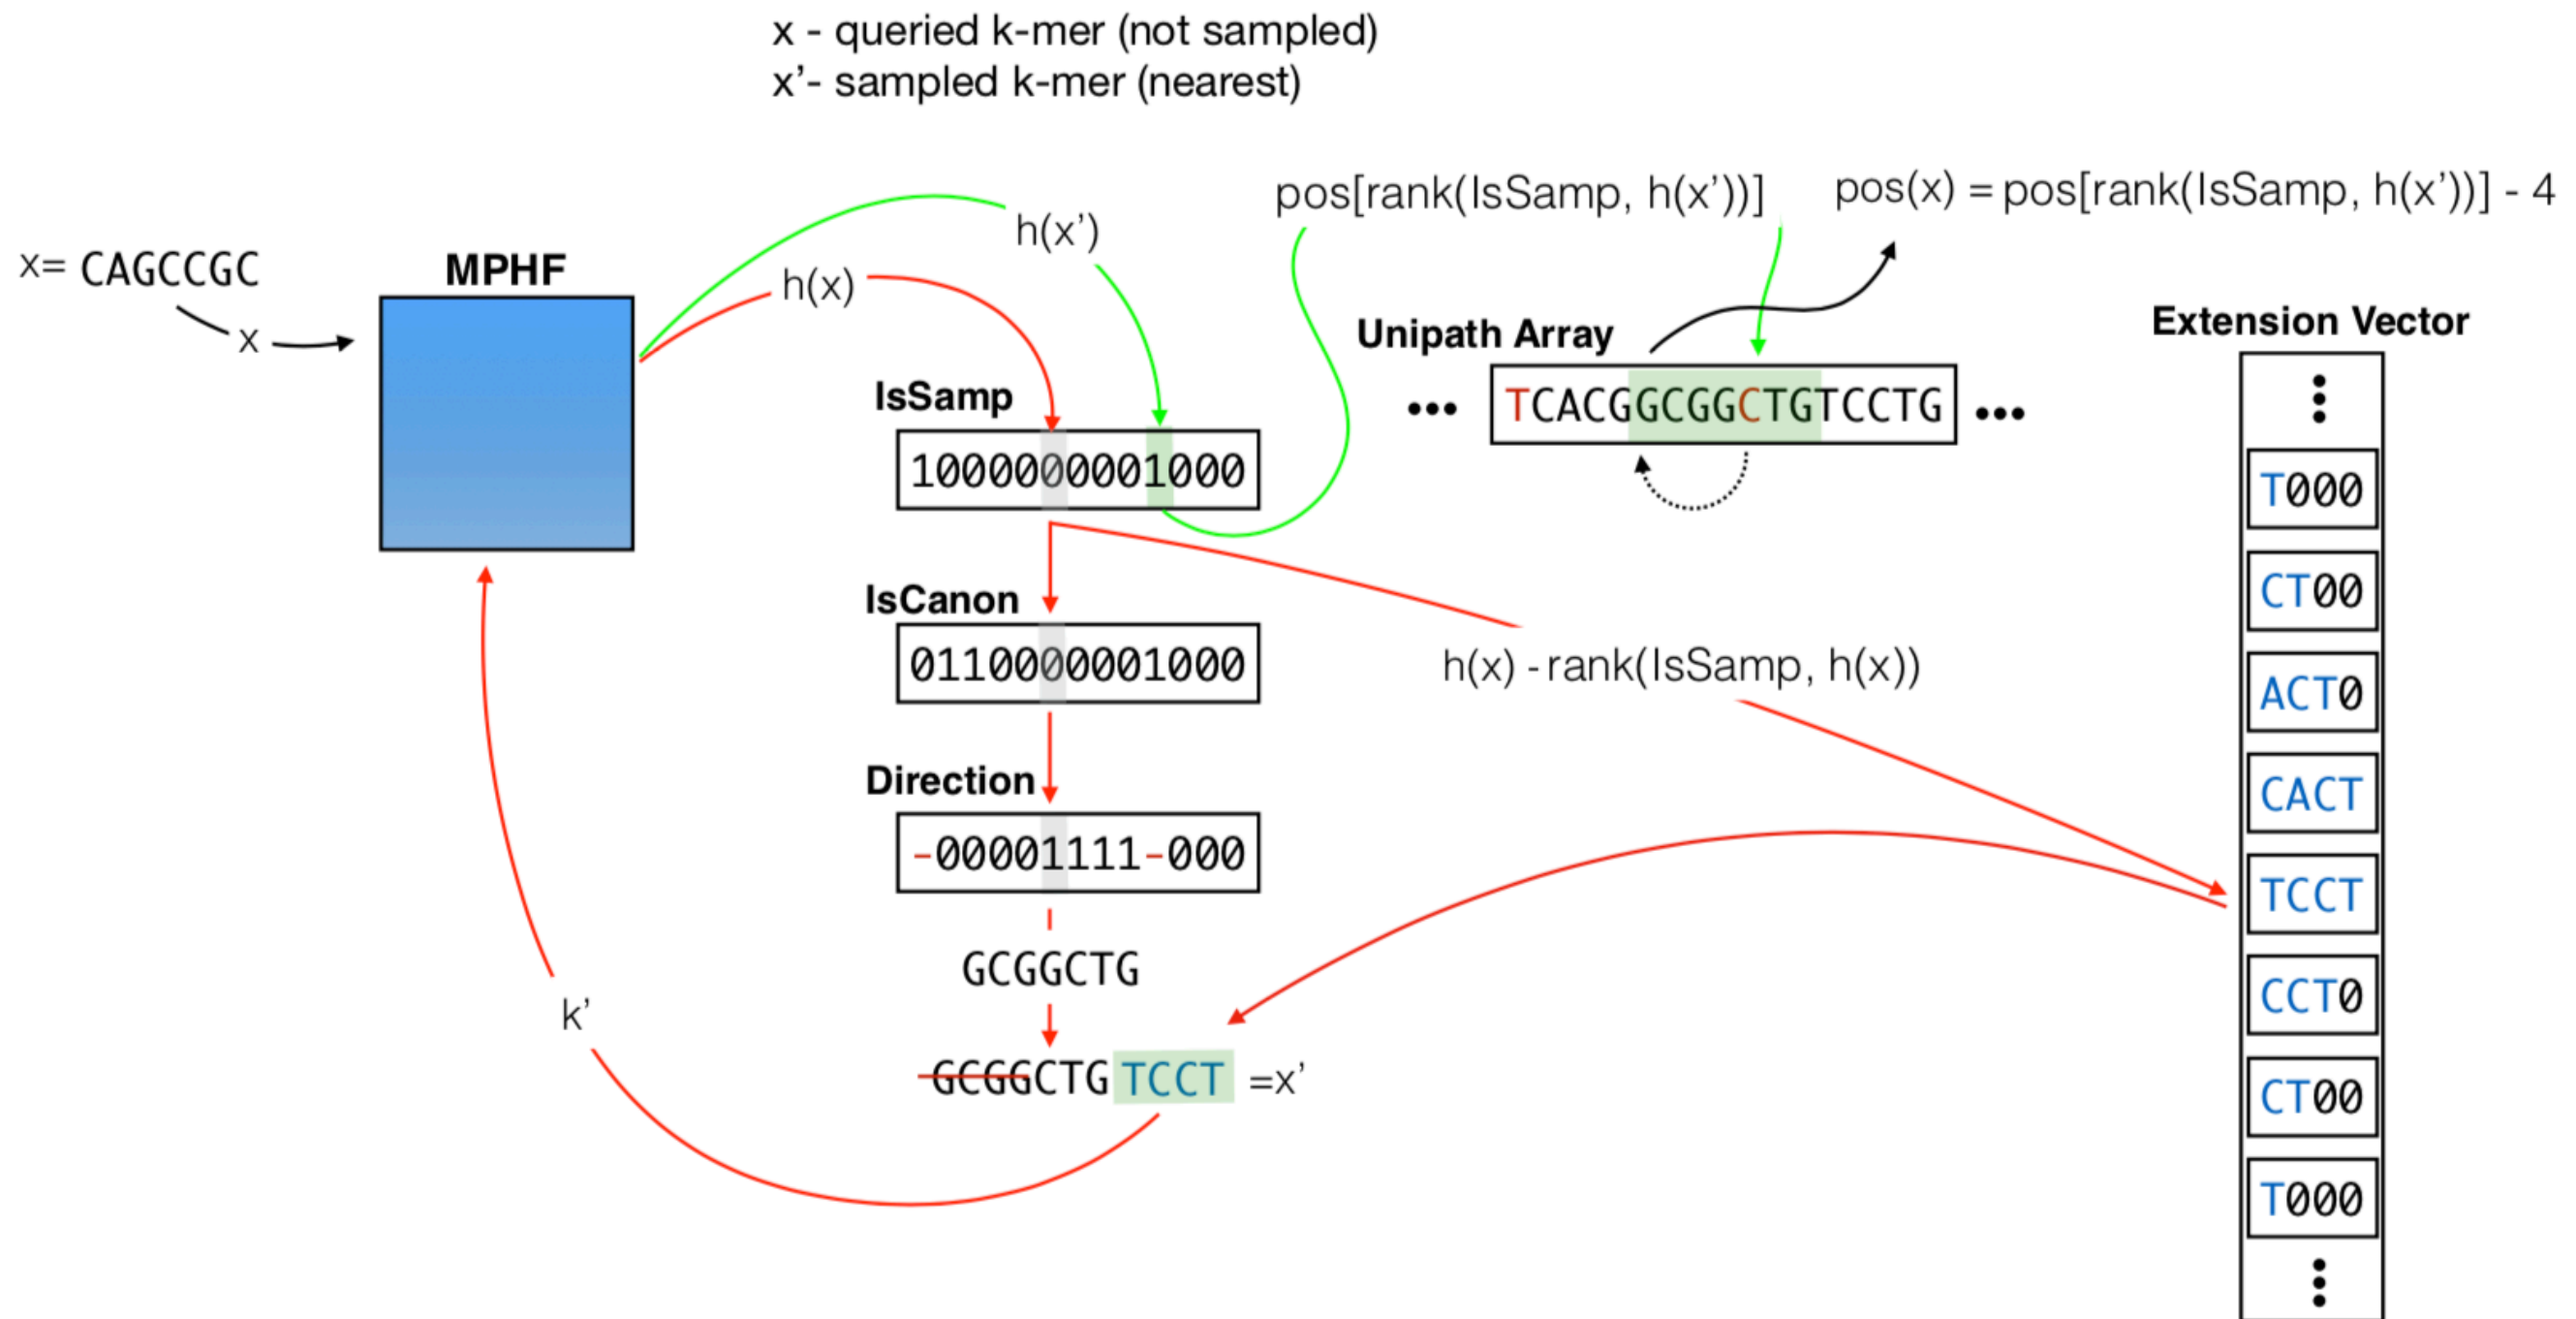 x - queried k-mer (not sampled)
x’- sampled k-mer (nearest)
pos[rank(IsSamp, h(x’))]
pos(x) = pos[rank(IsSamp, h(x’))] - 4
h(x’)
x= CAGCCGC
MPHF
h(x)
x
Unipath Array
Extension Vector
IsSamp
••• TCACGGCGGCTGTCCTG •••
1000000001000
T000
CT00
IsCanon
0110000001000
h(x) - rank(IsSamp, h(x))
ACT0
Direction
CACT
-00001111-000
TCCT
GCGGCTG
k’
CCT0
GCGGCTG TCCT =x’
CT00
T000